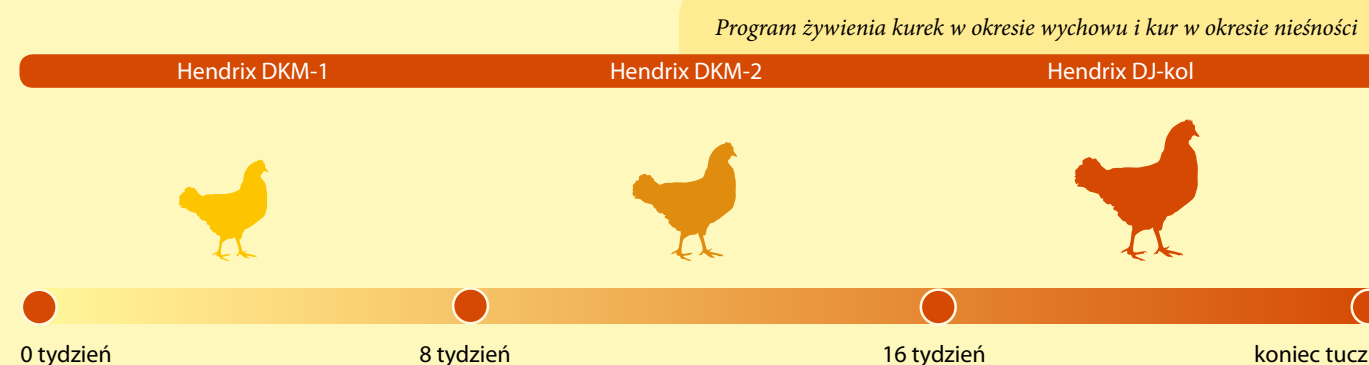 Program żywienia kurek w okresie wychowu i kur w okresie nieśności
Hendrix DKM-1 Hendrix DKM-2 Hendrix DJ-kol
0 tydzień 8 tydzień 16 tydzień koniec tucz